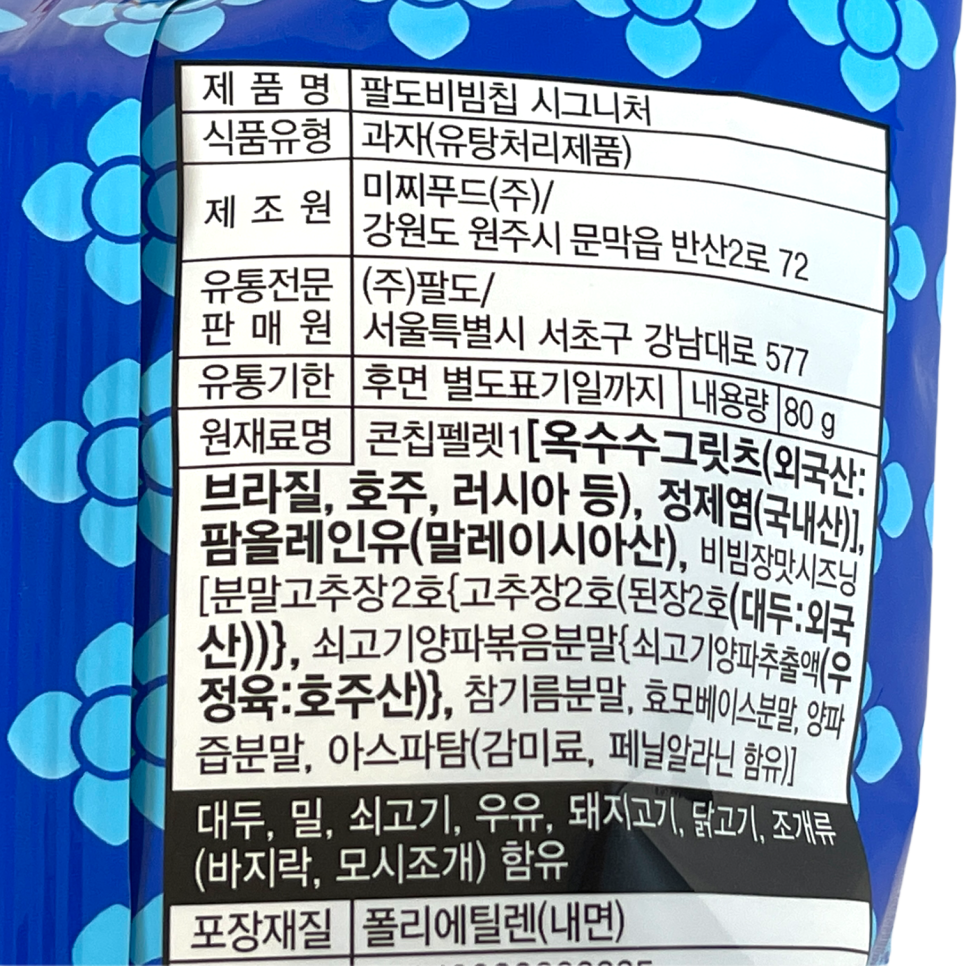 제 품 명 팔도비빔칩 시그니처
식품유형 과자(유탕처리제품)
제 조 원 미찌푸드(주)/
강원도 원주시 문막읍 반산2로 72
유통전문 (주)팔도/
판 매 원 서울특별시 서초구 강남대로 577
유통기한 후면 별도표기일까지 내용량 80 g
원재료명 콘칩펠렛1[옥수수그릿츠(외국산:
브라질, 호주, 러시아 등), 정제염(국내산)],
팜올레인유(말레이시아산), 비빔장맛시즈닝
[분말고추장2호{고추장2호(된장2호(대두:외국
산))}, 쇠고기양파볶음분말{쇠고기양파추출액(우
정육:호주산)}, 참기름분말, 효모베이스분말, 양파
즙분말, 아스파탐(감미료, 페닐알라닌 함유)]
대두, 밀, 쇠고기, 우유, 돼지고기, 닭고기, 조개류
(바지락, 모시조개) 함유
포장재질 폴리에틸렌(내면)